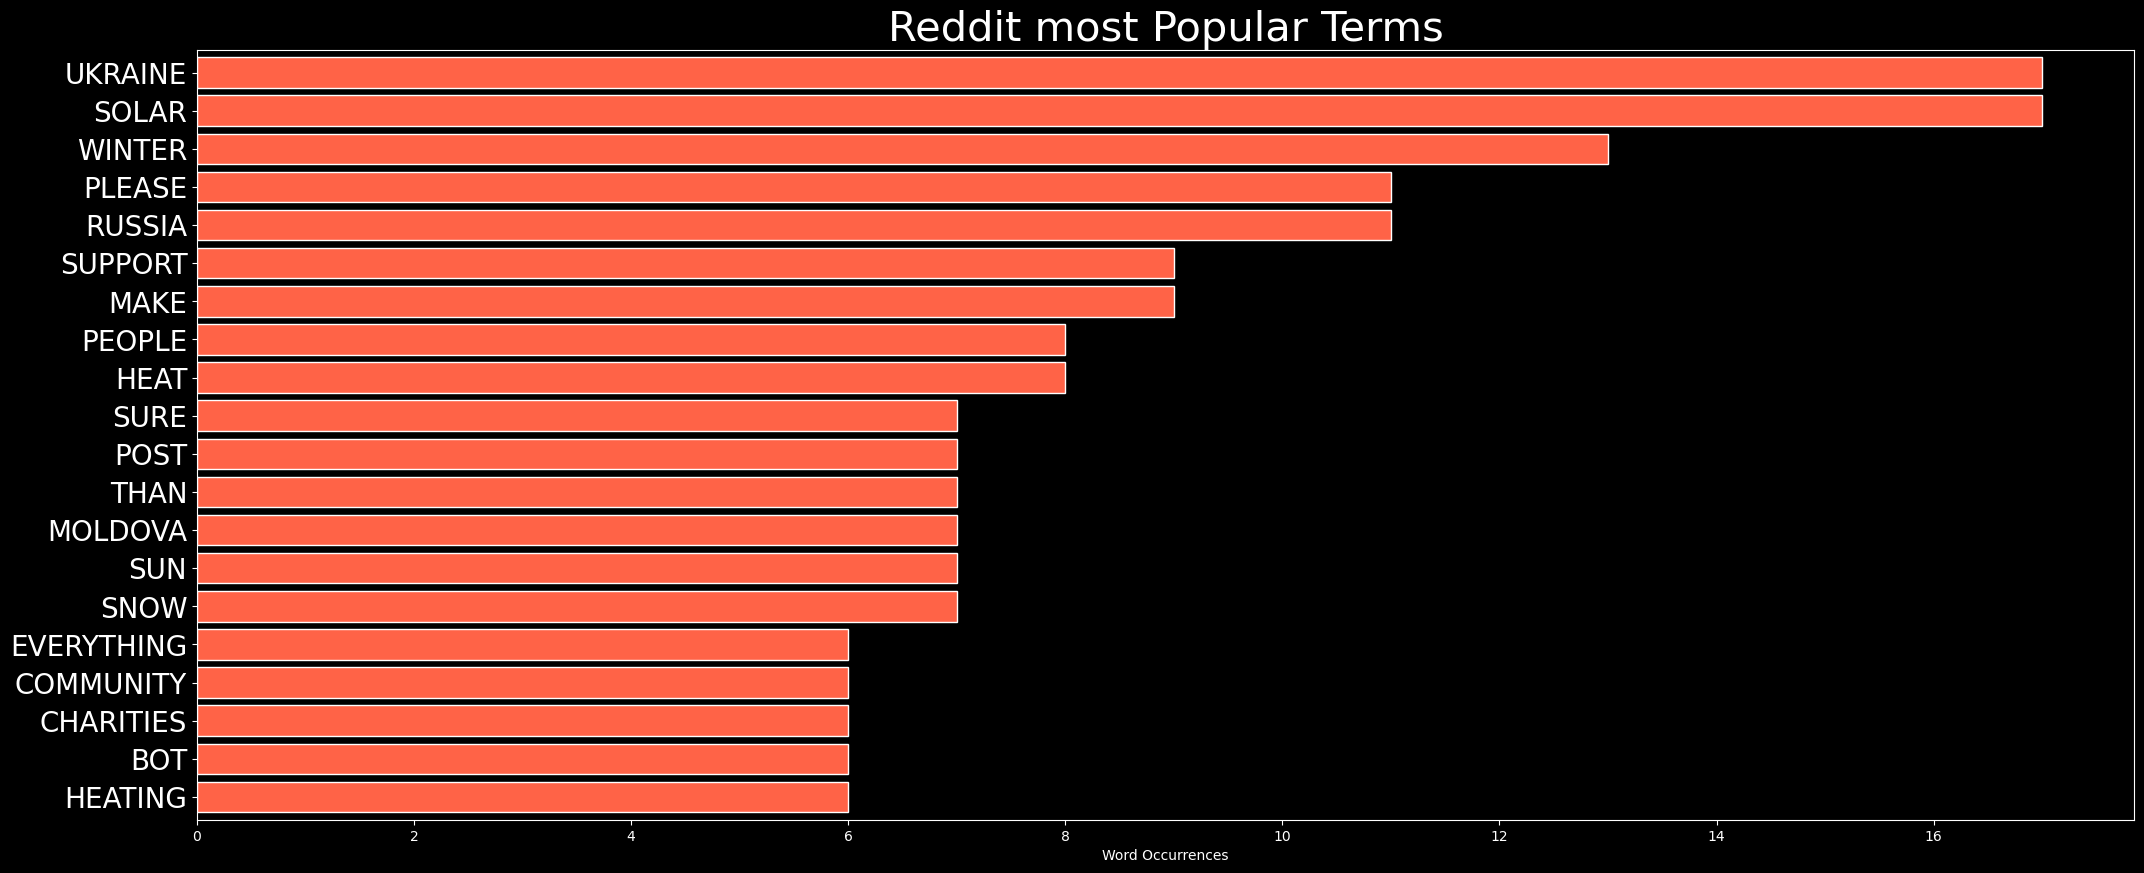 Reddit most Popular Terms
UKRAINE
SOLAR
WINTER
PLEASE
RUSSIA
SUPPORT
MAKE
PEOPLE
HEAT
SURE
POST
THAN
MOLDOVA
SUN
SNOW
EVERYTHING
COMMUNITY
CHARITIES
BOT
HEATING
0 2 4 6 8 10 12 14 16
Word Occurrences